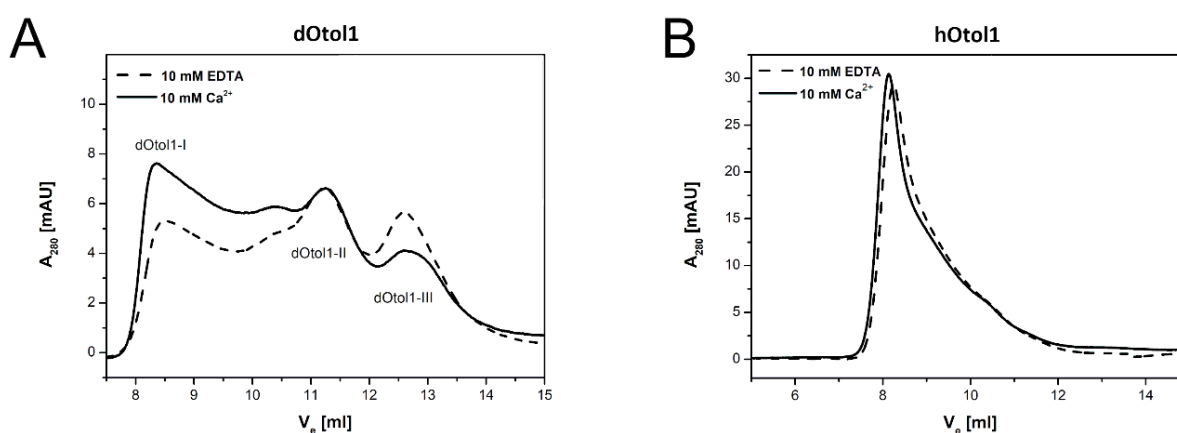 A
dOtol1
10 mM EDTA
10 mM Ca²⁺
dOtol1-I
dOtol1-II
dOtol1-III
A₂₈₀ [mAU]
10
8
6
4
2
0
8
9
10
11
12
13
14
15
Vₑ [ml]
B
hOtol1
10 mM EDTA
10 mM Ca²⁺
A₂₈₀ [mAU]
30
25
20
15
10
5
0
6
8
10
12
14
Vₑ [ml]